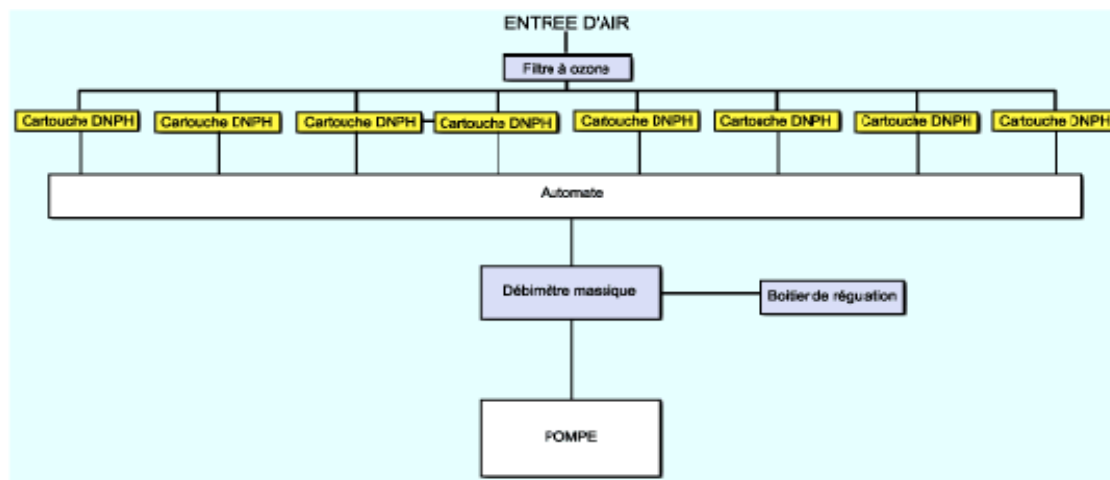 ENTREE D'AIR
Filtre à ozone
Cartouche DNPH Cartouche DNPH Cartouche DNPH Cartouche DNPH Cartouche DNPH Cartouche DNPH Cartouche DNPH Cartouche DNPH
Automate
Débimètre massique
Boitier de réguation
POMPE